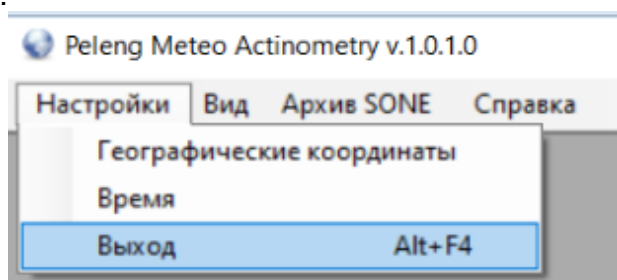 Peleng Meteo Actinometry v.1.0.1.0
Настройки Вид Архив SONE Справка
Географические координаты
Время
Выход Alt+F4